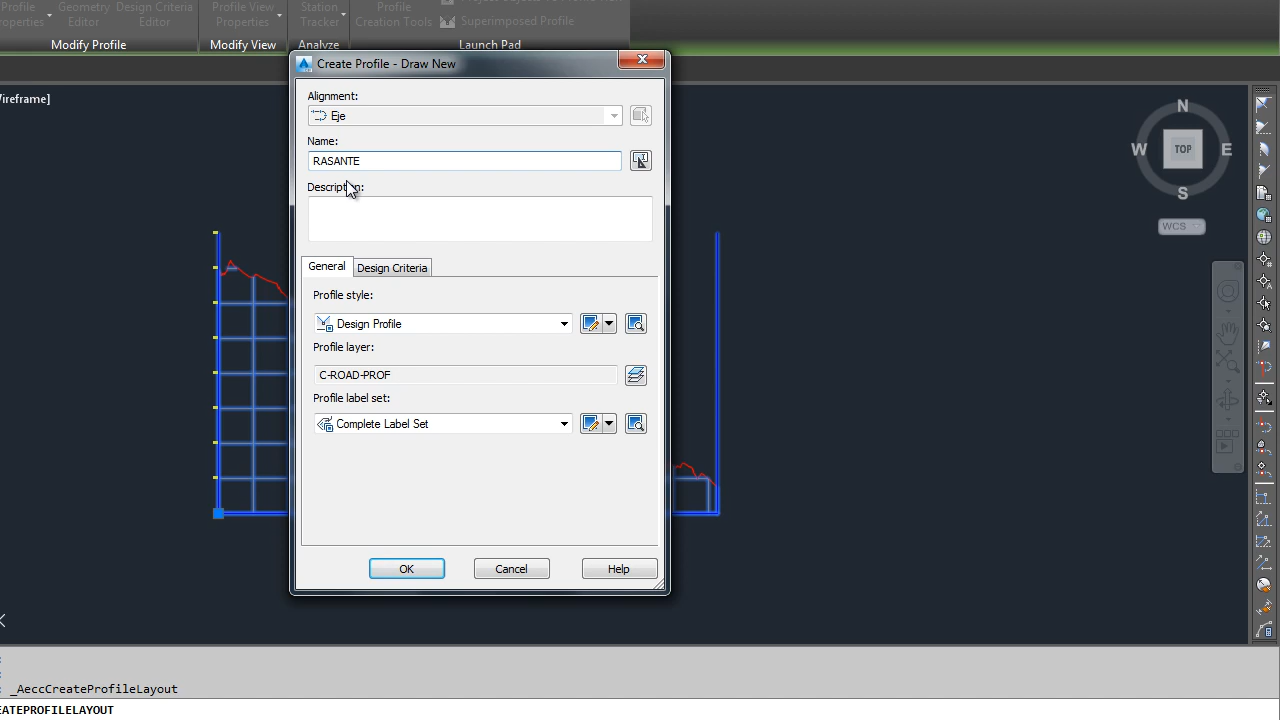 Profile Geometry Design Criteria Profile View Station Profile
Properties Editor Editor Properties Tracker Creation Tools Superimposed Profile
Modify Profile Modify View Analyze Launch Pad
Create Profile - Draw New
Alignment:
Eje
Name:
RASANTE
Description:
General Design Criteria
Profile style:
Design Profile
Profile layer:
C-ROAD-PROF
Profile label set:
Complete Label Set
OK Cancel Help
Wireframe]
N
W TOP E
S
WCS
: _AeccCreateProfileLayout
EATEPROFILELAYOUT